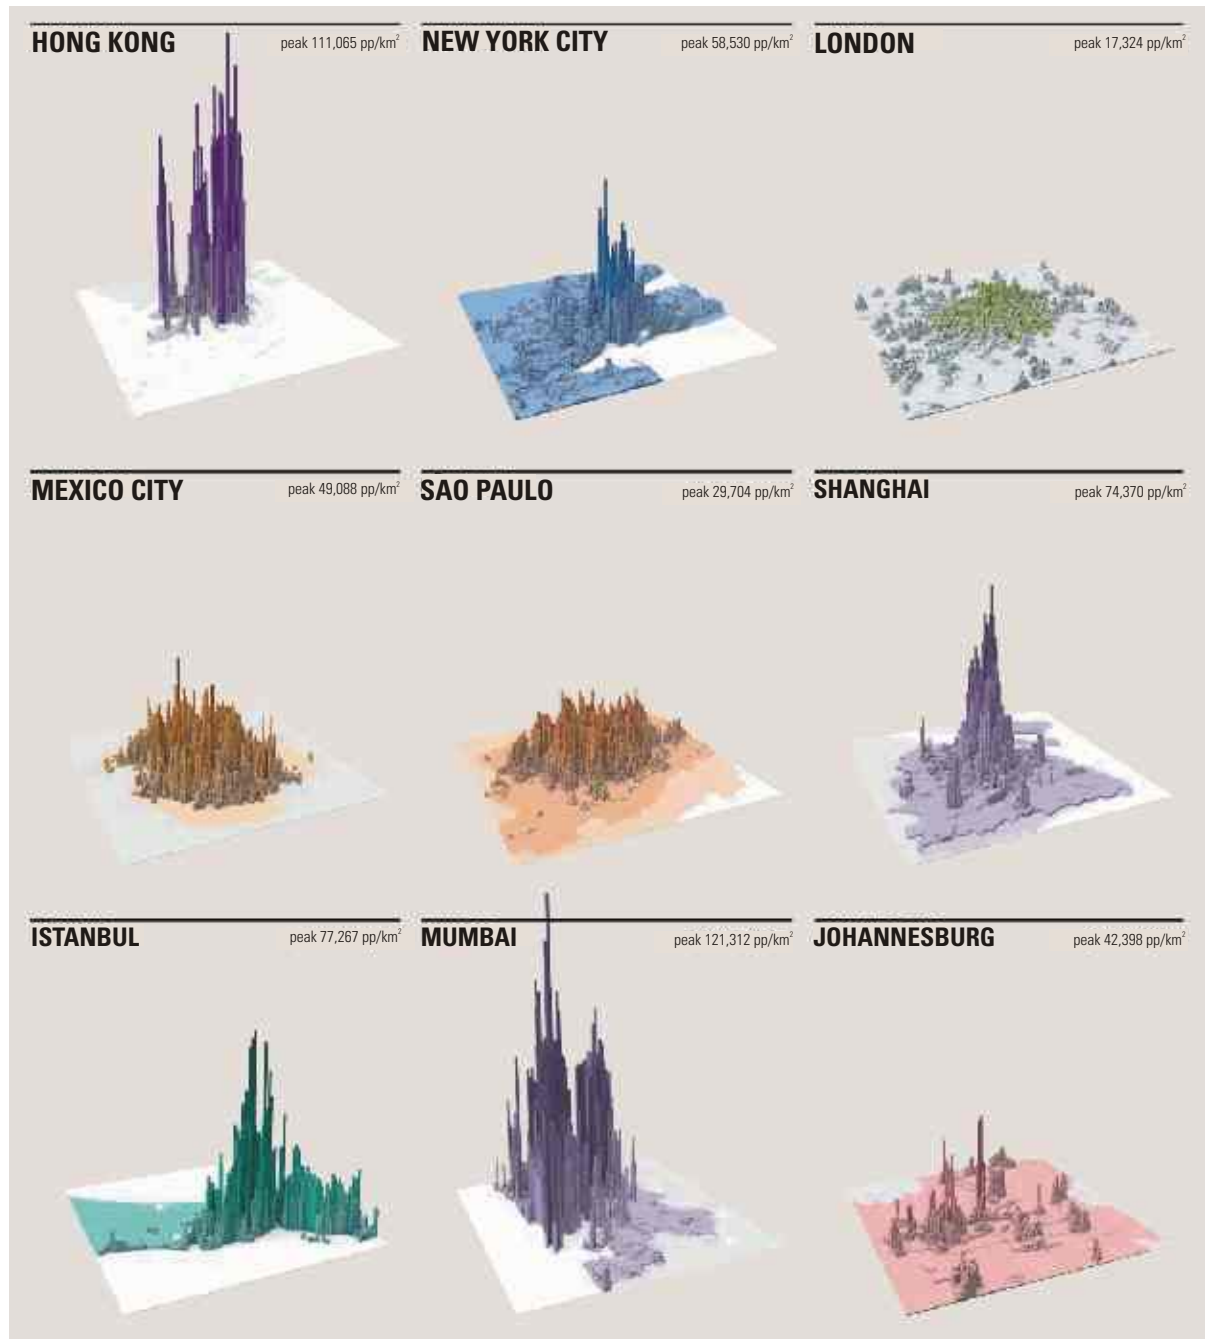 HONG KONG peak 111,065 pp/km²
NEW YORK CITY peak 58,530 pp/km²
LONDON peak 17,324 pp/km²
MEXICO CITY peak 49,088 pp/km²
SAO PAULO peak 29,704 pp/km²
SHANGHAI peak 74,370 pp/km²
ISTANBUL peak 77,267 pp/km²
MUMBAI peak 121,312 pp/km²
JOHANNESBURG peak 42,398 pp/km²